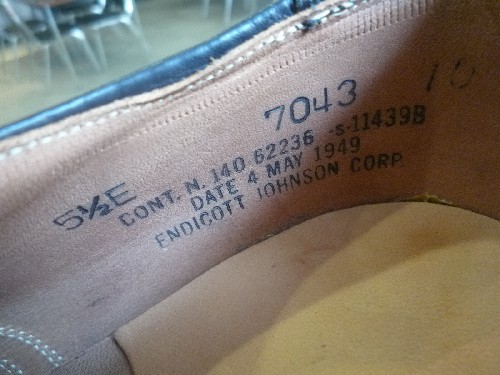 7043
5½E
CONT. N. 140 62236 -S-11439B
DATE 4 MAY 1949
ENDICOTT JOHNSON CORP.